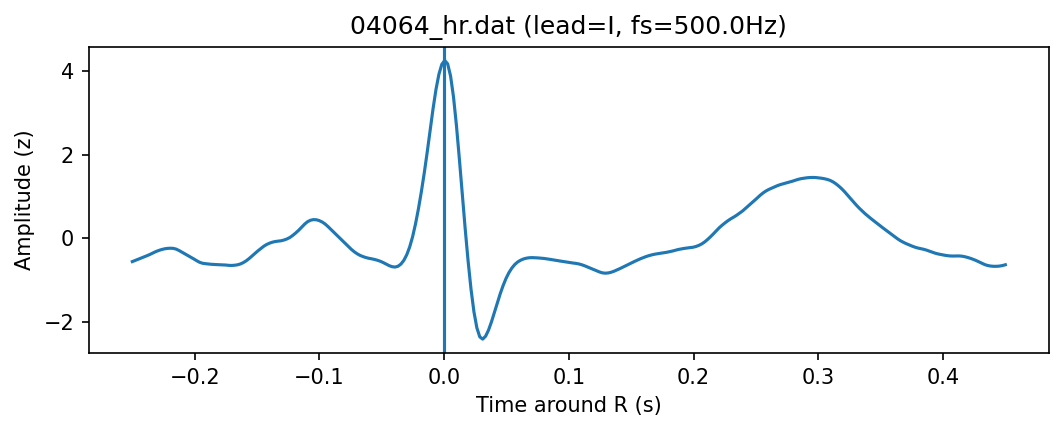 04064_hr.dat (lead=I, fs=500.0Hz)
Amplitude (z)
4
2
0
−2
−0.2 −0.1 0.0 0.1 0.2 0.3 0.4
Time around R (s)